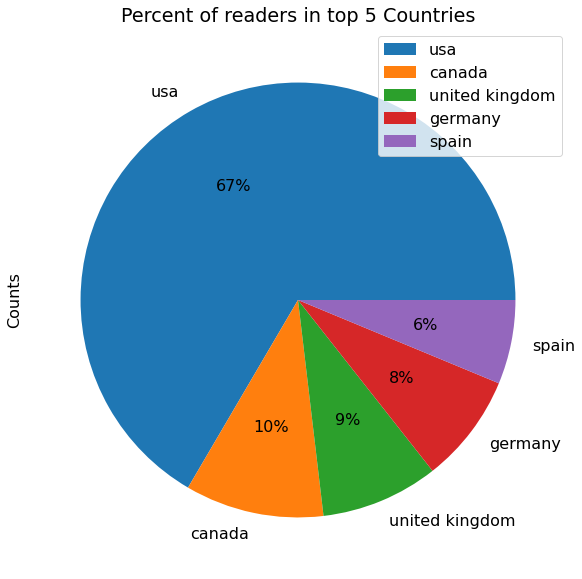 Percent of readers in top 5 Countries
usa
canada
united kingdom
germany
spain
usa
67%
Counts
6%
spain
8%
10%
9%
germany
united kingdom
canada